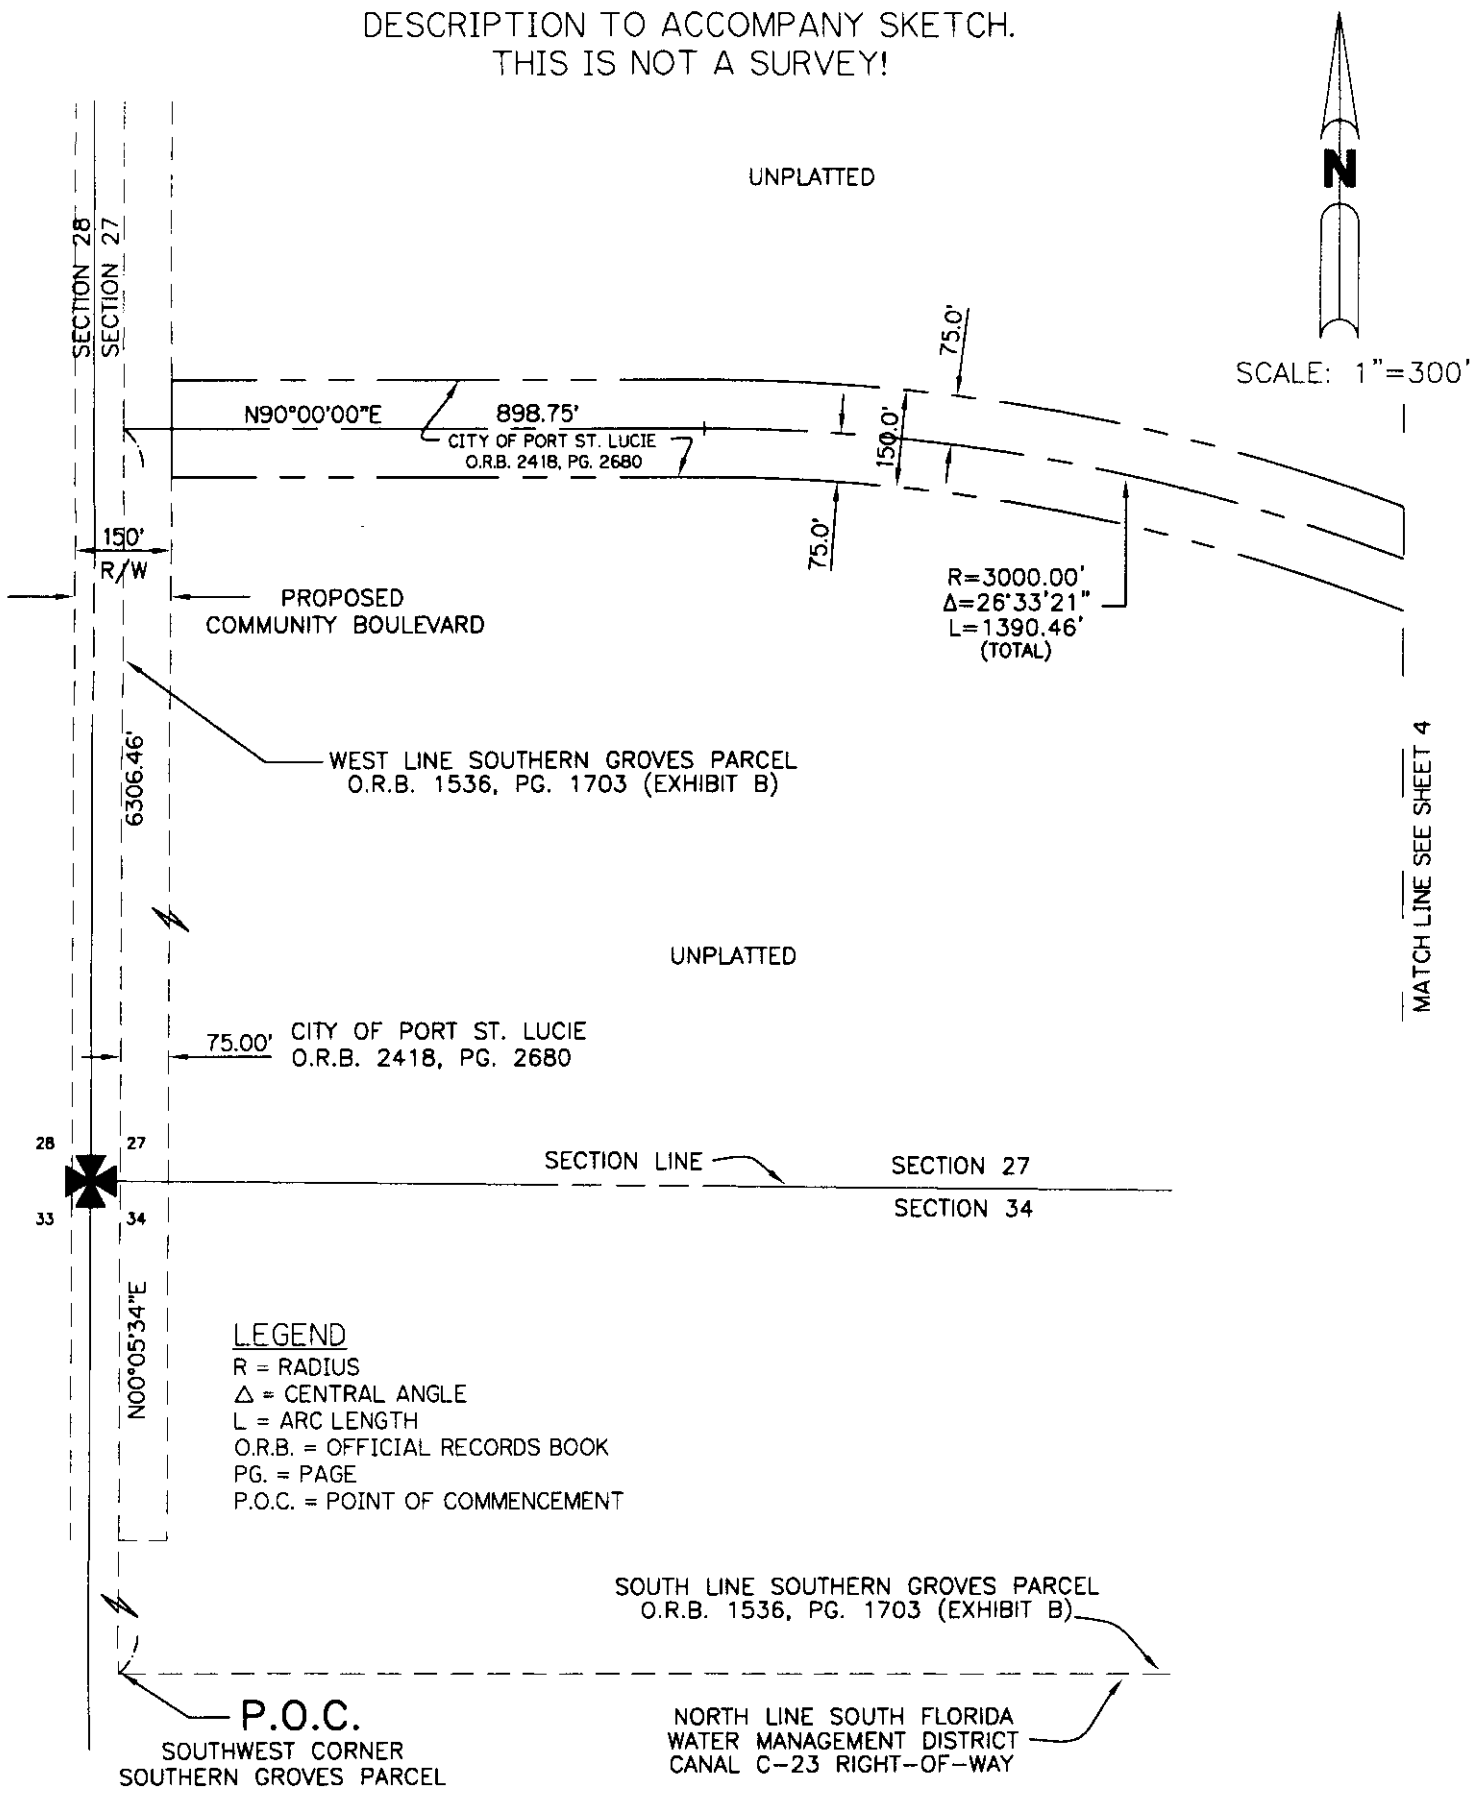 DESCRIPTION TO ACCOMPANY SKETCH.
THIS IS NOT A SURVEY!
UNPLATTED
N
SCALE: 1"=300'
SECTION 28
SECTION 27
75.0'
N90°00'00"E
898.75'
CITY OF PORT ST. LUCIE
O.R.B. 2418, PG. 2680
150.0'
75.0'
150'
R/W
PROPOSED
COMMUNITY BOULEVARD
R=3000.00'
Δ=26°33'21"
L=1390.46'
(TOTAL)
6306.46'
WEST LINE SOUTHERN GROVES PARCEL
O.R.B. 1536, PG. 1703 (EXHIBIT B)
MATCH LINE SEE SHEET 4
UNPLATTED
75.00'
CITY OF PORT ST. LUCIE
O.R.B. 2418, PG. 2680
28
27
33
34
SECTION LINE
SECTION 27
SECTION 34
N00°05'34"E
LEGEND
R = RADIUS
Δ = CENTRAL ANGLE
L = ARC LENGTH
O.R.B. = OFFICIAL RECORDS BOOK
PG. = PAGE
P.O.C. = POINT OF COMMENCEMENT
SOUTH LINE SOUTHERN GROVES PARCEL
O.R.B. 1536, PG. 1703 (EXHIBIT B)
P.O.C.
SOUTHWEST CORNER
SOUTHERN GROVES PARCEL
NORTH LINE SOUTH FLORIDA
WATER MANAGEMENT DISTRICT
CANAL C-23 RIGHT-OF-WAY